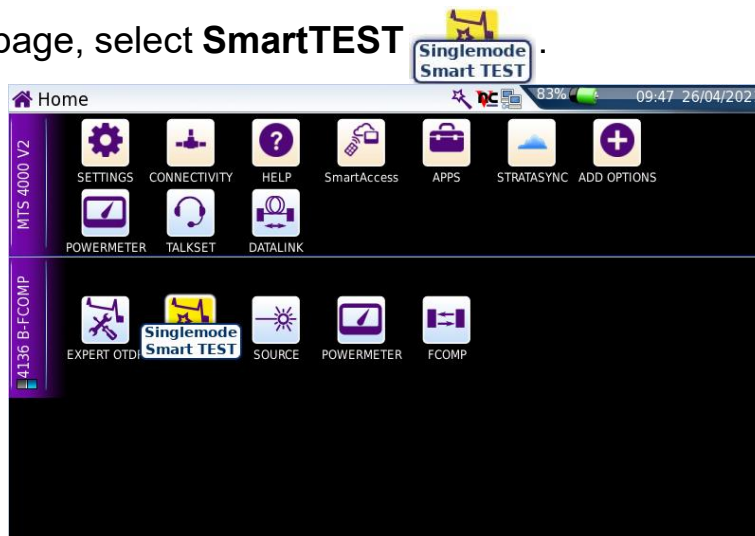 page, select SmartTEST Singlemode Smart TEST .
Home 83% 09:47 26/04/202
MTS 4000 V2
SETTINGS CONNECTIVITY HELP SmartAccess APPS STRATASYNC ADD OPTIONS
POWERMETER TALKSET DATALINK
4136 B-FCOMP
Singlemode
EXPERT OTD Smart TEST SOURCE POWERMETER FCOMP